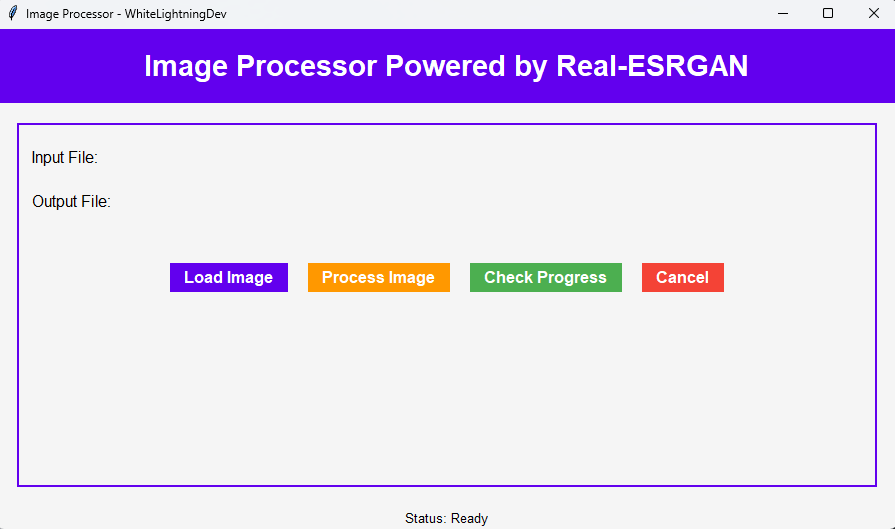 Image Processor - WhiteLightningDev
Image Processor Powered by Real-ESRGAN
Input File:
Output File:
Load Image Process Image Check Progress Cancel
Status: Ready